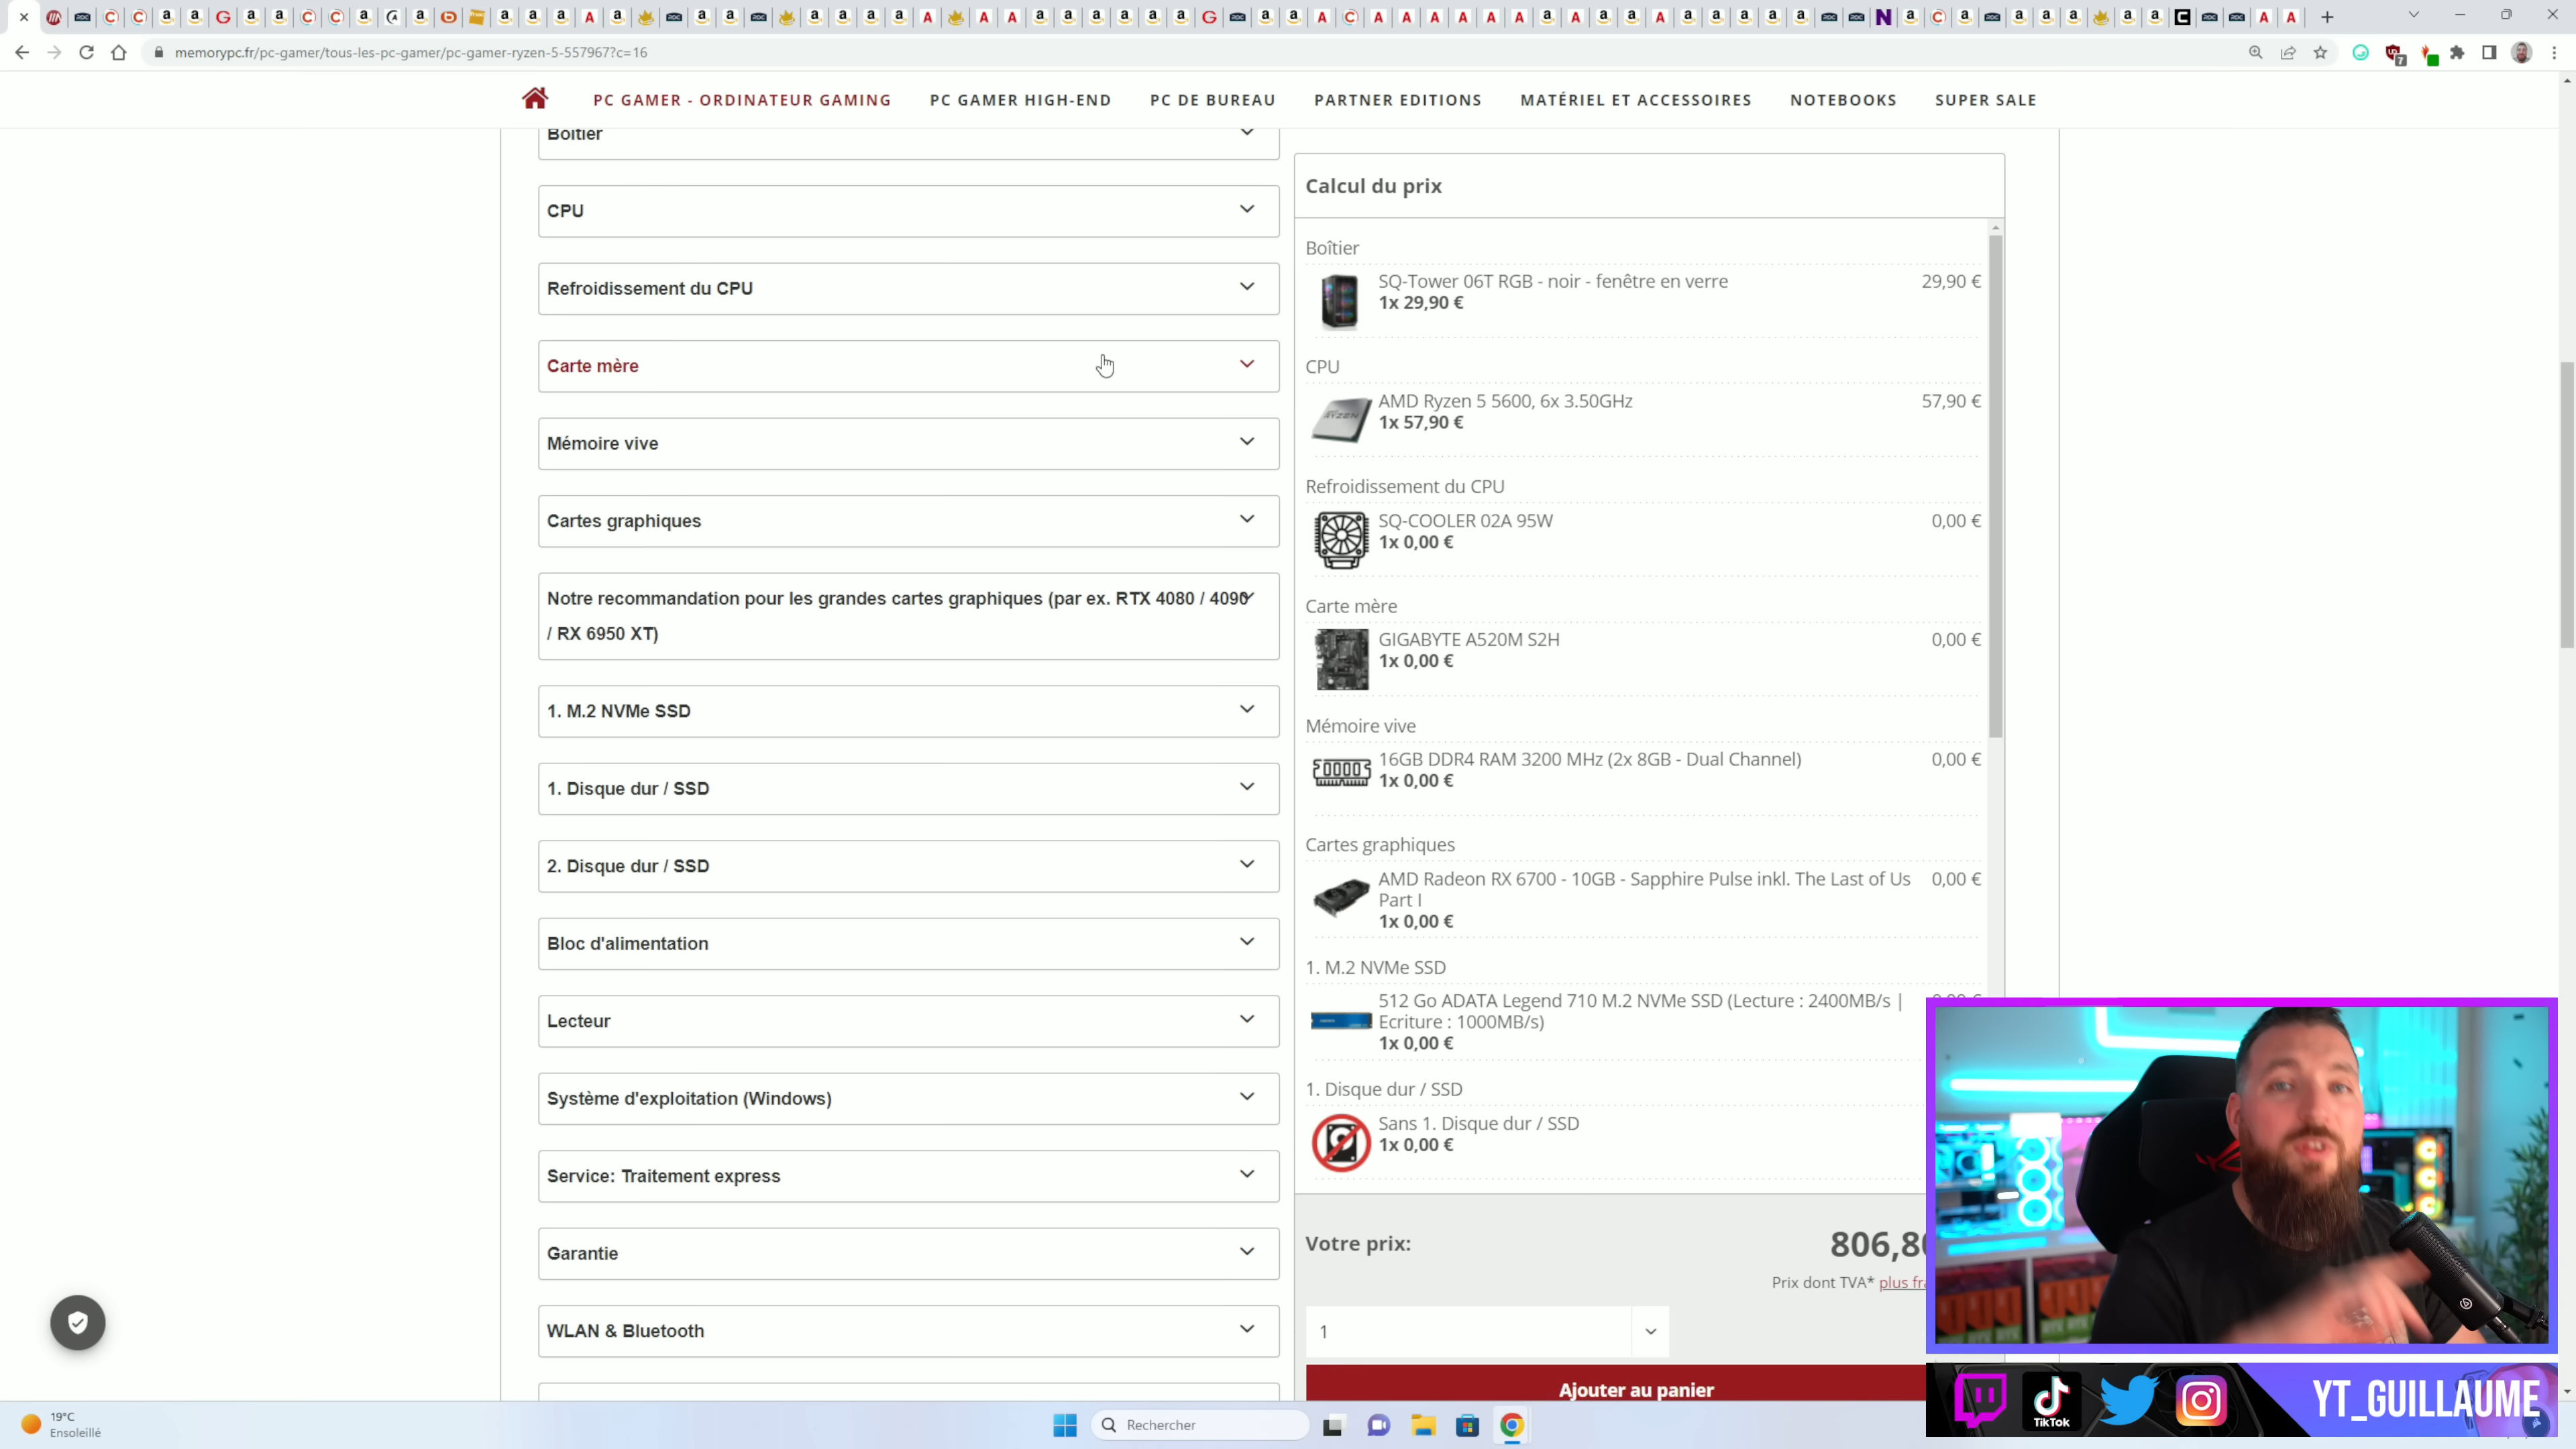 memorypc.fr/pc-gamer/tous-les-pc-gamer/pc-gamer-ryzen-5-557967?c=16
7
PC GAMER - ORDINATEUR GAMING
PC GAMER HIGH-END
PC DE BUREAU
PARTNER EDITIONS
MATÉRIEL ET ACCESSOIRES
NOTEBOOKS
SUPER SALE
Boîtier
CPU
Refroidissement du CPU
Carte mère
Mémoire vive
Cartes graphiques
Notre recommandation pour les grandes cartes graphiques (par ex. RTX 4080 / 4090
/ RX 6950 XT)
1. M.2 NVMe SSD
1. Disque dur / SSD
2. Disque dur / SSD
Bloc d'alimentation
Lecteur
Système d'exploitation (Windows)
Service: Traitement express
Garantie
WLAN & Bluetooth
Calcul du prix
Boîtier
SQ-Tower 06T RGB - noir - fenêtre en verre 29,90 €
1x 29,90 €
CPU
AMD Ryzen 5 5600, 6x 3.50GHz 57,90 €
1x 57,90 €
Refroidissement du CPU
SQ-COOLER 02A 95W 0,00 €
1x 0,00 €
Carte mère
GIGABYTE A520M S2H 0,00 €
1x 0,00 €
Mémoire vive
16GB DDR4 RAM 3200 MHz (2x 8GB - Dual Channel) 0,00 €
1x 0,00 €
Cartes graphiques
AMD Radeon RX 6700 - 10GB - Sapphire Pulse inkl. The Last of Us 0,00 €
Part I
1x 0,00 €
1. M.2 NVMe SSD
512 Go ADATA Legend 710 M.2 NVMe SSD (Lecture : 2400MB/s |
Ecriture : 1000MB/s)
1x 0,00 €
1. Disque dur / SSD
Sans 1. Disque dur / SSD
1x 0,00 €
Votre prix: 806,8
Prix dont TVA* plus fr
1
Ajouter au panier
TikTok
YT_GUILLAUME
19°C
Ensoleillé
Rechercher